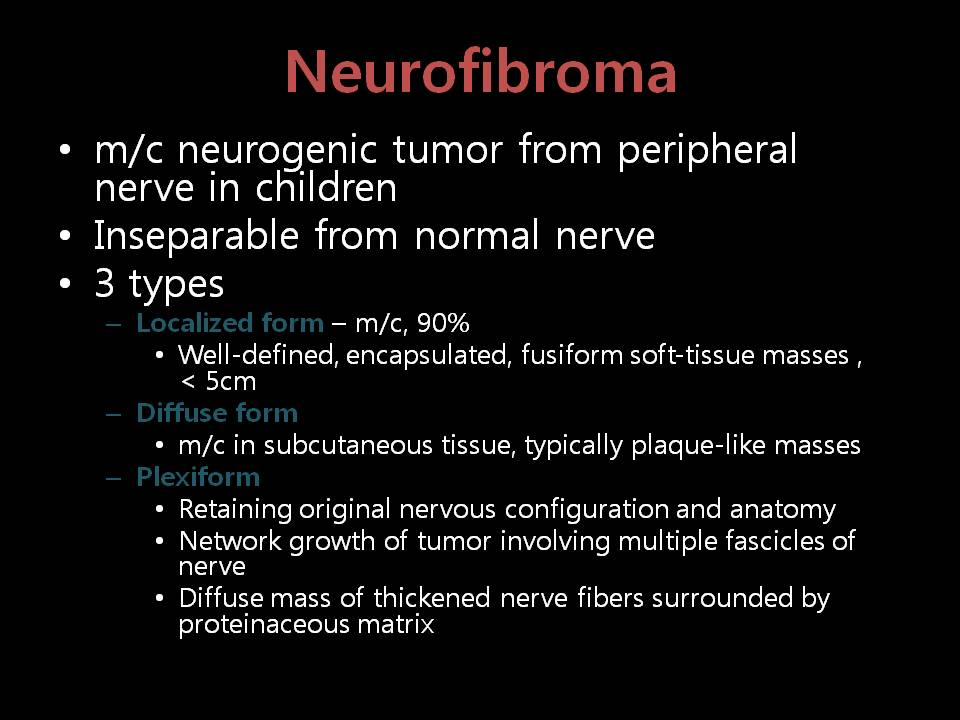 Neurofibroma
• m/c neurogenic tumor from peripheral
nerve in children
• Inseparable from normal nerve
• 3 types
– Localized form – m/c, 90%
• Well-defined, encapsulated, fusiform soft-tissue masses ,
< 5cm
– Diffuse form
• m/c in subcutaneous tissue, typically plaque-like masses
– Plexiform
• Retaining original nervous configuration and anatomy
• Network growth of tumor involving multiple fascicles of
nerve
• Diffuse mass of thickened nerve fibers surrounded by
proteinaceous matrix